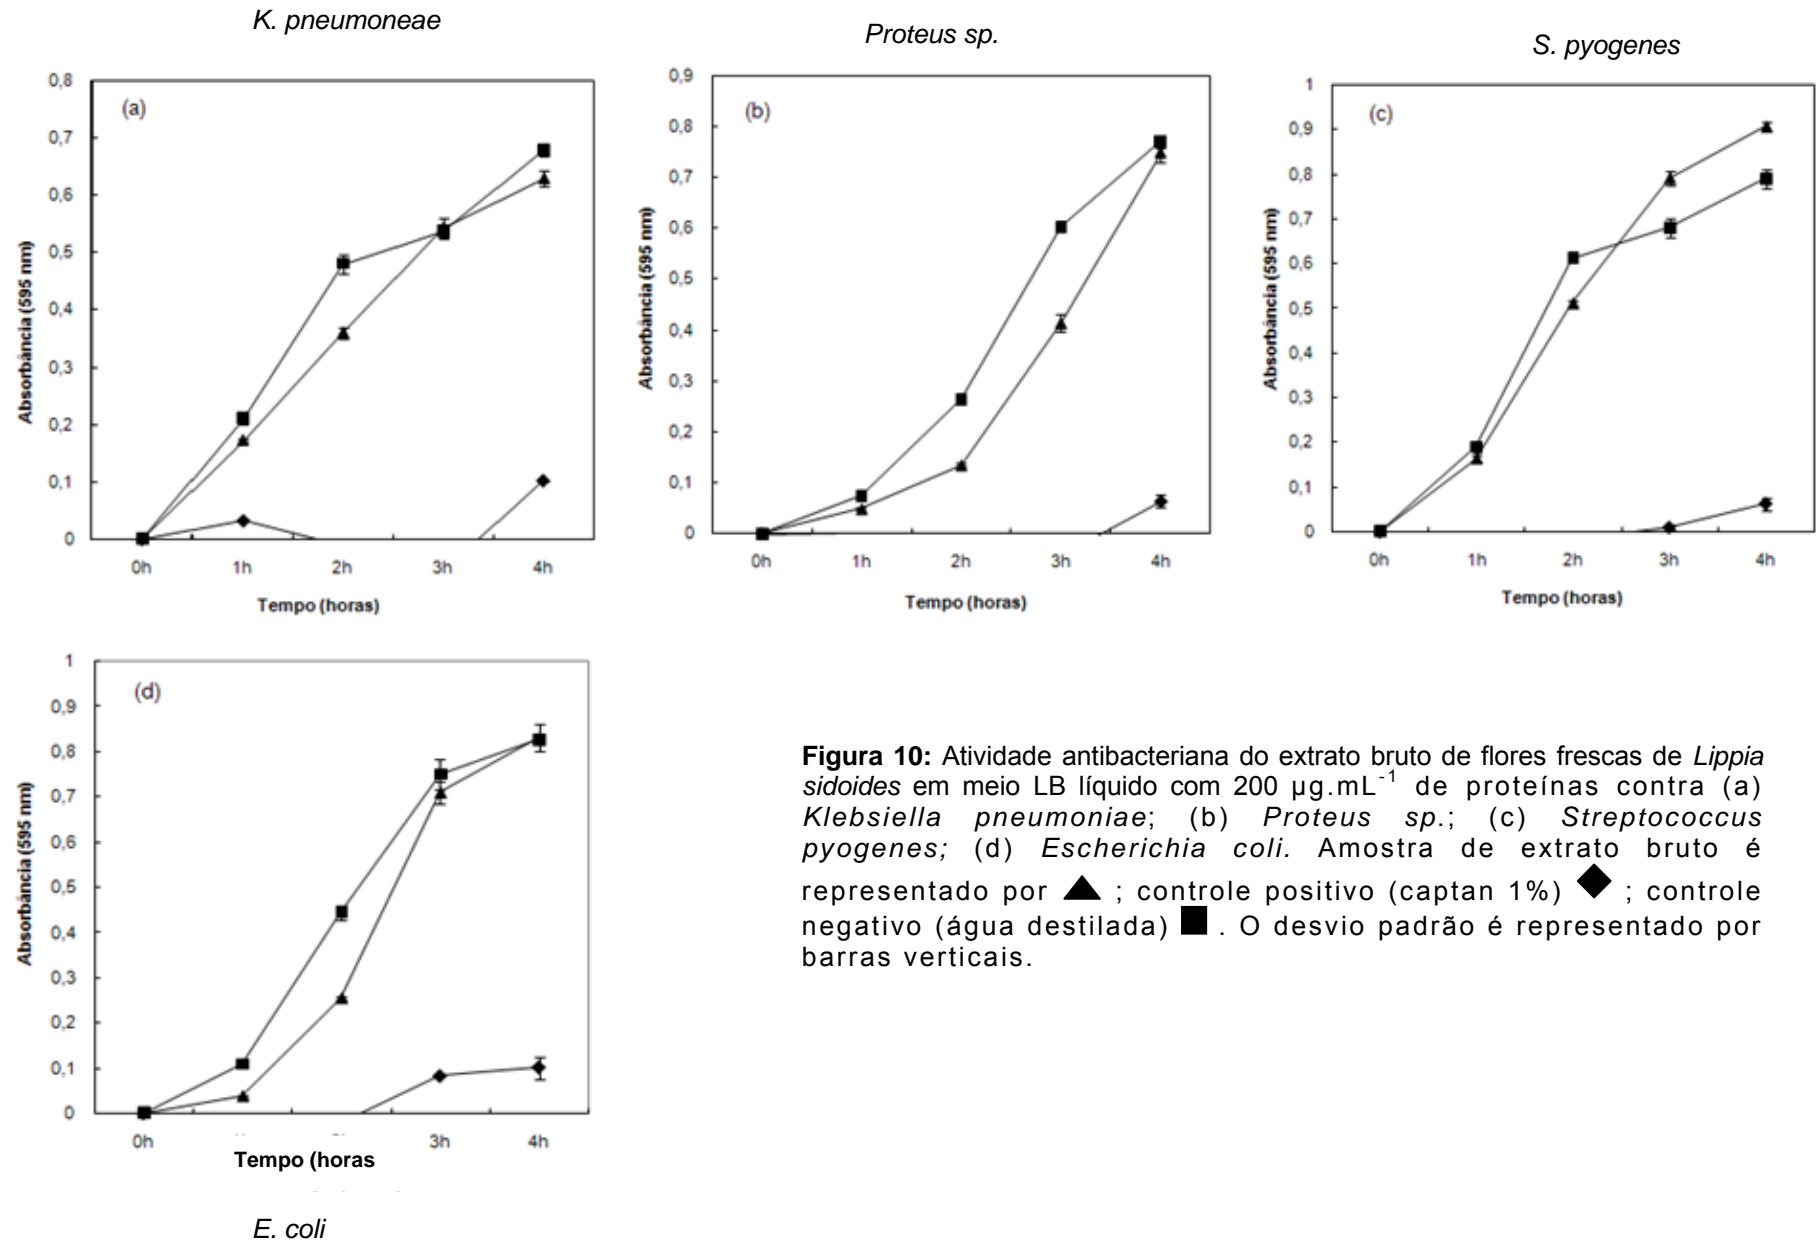 K. pneumoneae
Proteus sp.
S. pyogenes
(a)
Absorbância (595 nm)
0,8
0,7
0,6
0,5
0,4
0,3
0,2
0,1
0
0h 1h 2h 3h 4h
Tempo (horas)
(b)
Absorbância (595 nm)
0,9
0,8
0,7
0,6
0,5
0,4
0,3
0,2
0,1
0
0h 1h 2h 3h 4h
Tempo (horas)
(c)
Absorbância (595 nm)
1
0,9
0,8
0,7
0,6
0,5
0,4
0,3
0,2
0,1
0
0h 1h 2h 3h 4h
Tempo (horas)
(d)
Absorbância (595 nm)
1
0,9
0,8
0,7
0,6
0,5
0,4
0,3
0,2
0,1
0
0h 3h 4h
Tempo (horas
E. coli
Figura 10: Atividade antibacteriana do extrato bruto de flores frescas de Lippia
sidoides em meio LB líquido com 200 µg.mL-1 de proteínas contra (a)
Klebsiella pneumoniae; (b) Proteus sp.; (c) Streptococcus
pyogenes; (d) Escherichia coli. Amostra de extrato bruto é
representado por ▲ ; controle positivo (captan 1%) ◆ ; controle
negativo (água destilada) ■ . O desvio padrão é representado por
barras verticais.